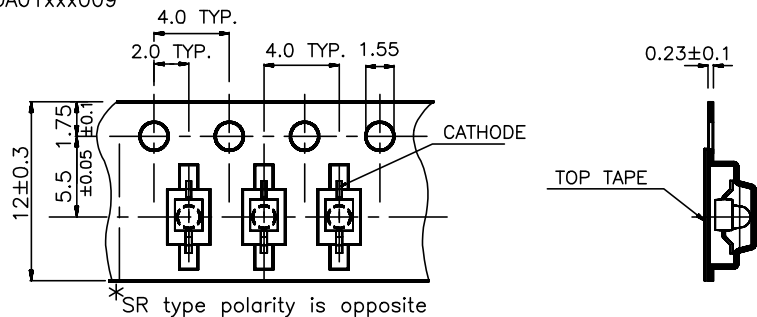 4.0 TYP.
2.0 TYP.
4.0 TYP.
1.55
0.23±0.1
12±0.3
1.75
±0.1
5.5
±0.05
CATHODE
TOP TAPE
*SR type polarity is opposite